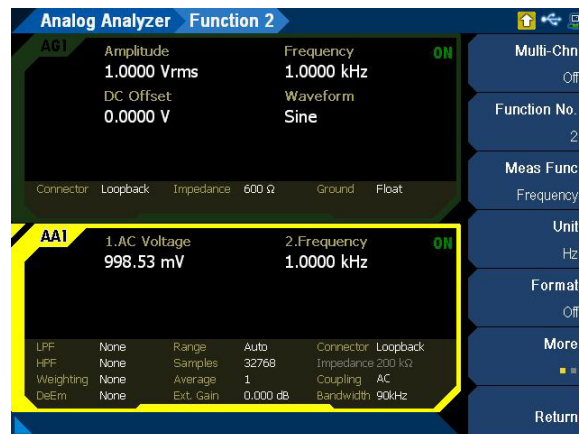 Analog Analyzer Function 2
AG1
Amplitude Frequency ON
1.0000 Vrms 1.0000 kHz
DC Offset Waveform
0.0000 V Sine
Connector Loopback Impedance 600 Ω Ground Float
AA1
1.AC Voltage 2.Frequency ON
998.53 mV 1.0000 kHz
LPF None Range Auto Connector Loopback
HPF None Samples 32768 Impedance 200 kΩ
Weighting None Average 1 Coupling AC
DeEm None Ext. Gain 0.000 dB Bandwidth 90kHz
Multi-Chn
Off
Function No.
2
Meas Func
Frequency
Unit
Hz
Format
Off
More
Return